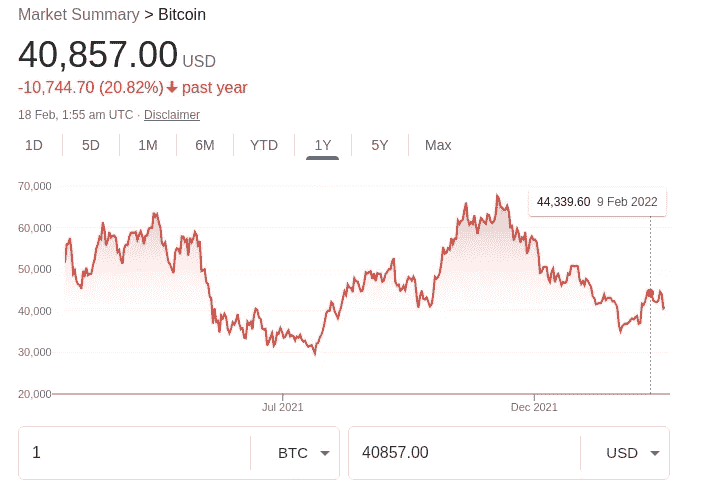 Market Summary > Bitcoin
40,857.00 USD
-10,744.70 (20.82%) past year
18 Feb, 1:55 am UTC · Disclaimer
1D 5D 1M 6M YTD 1Y 5Y Max
70,000
44,339.60 9 Feb 2022
60,000
50,000
40,000
30,000
20,000
Jul 2021 Dec 2021
1 BTC 40857.00 USD